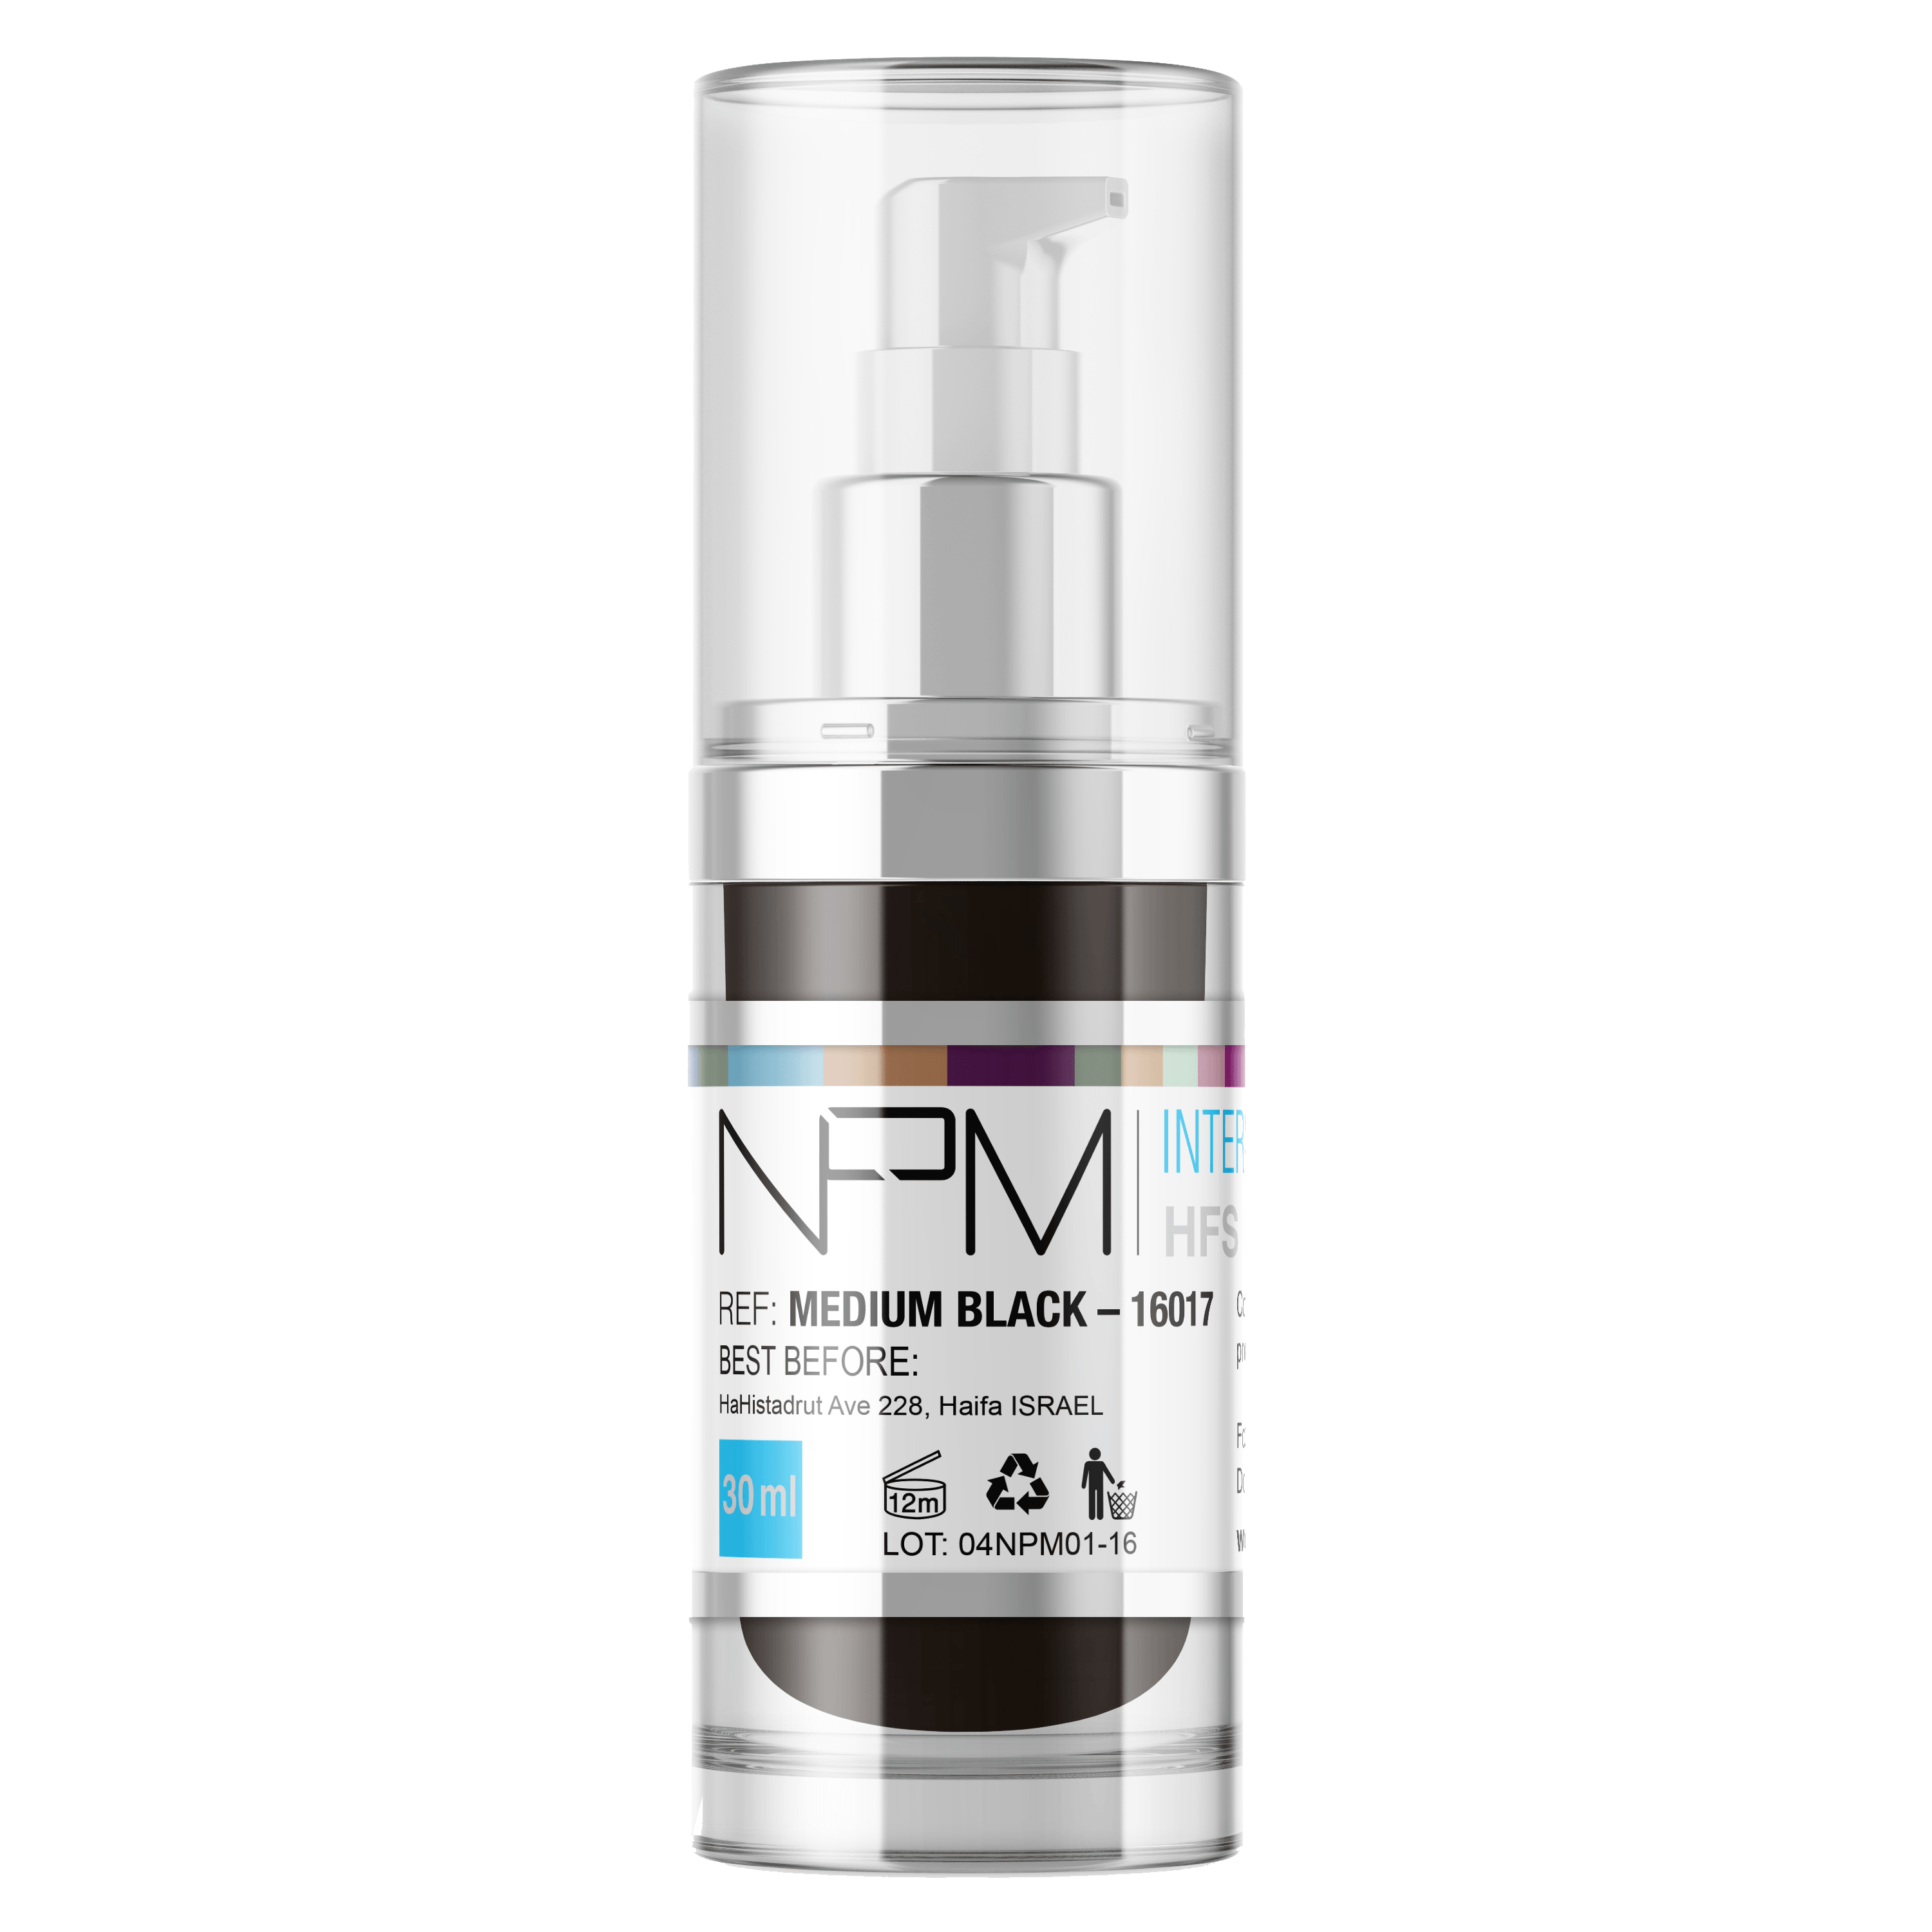 NPM
INTER
HFS
REF: MEDIUM BLACK – 16017
BEST BEFORE:
HaHistadrut Ave 228, Haifa ISRAEL
30 ml
12m
LOT: 04NPM01-16